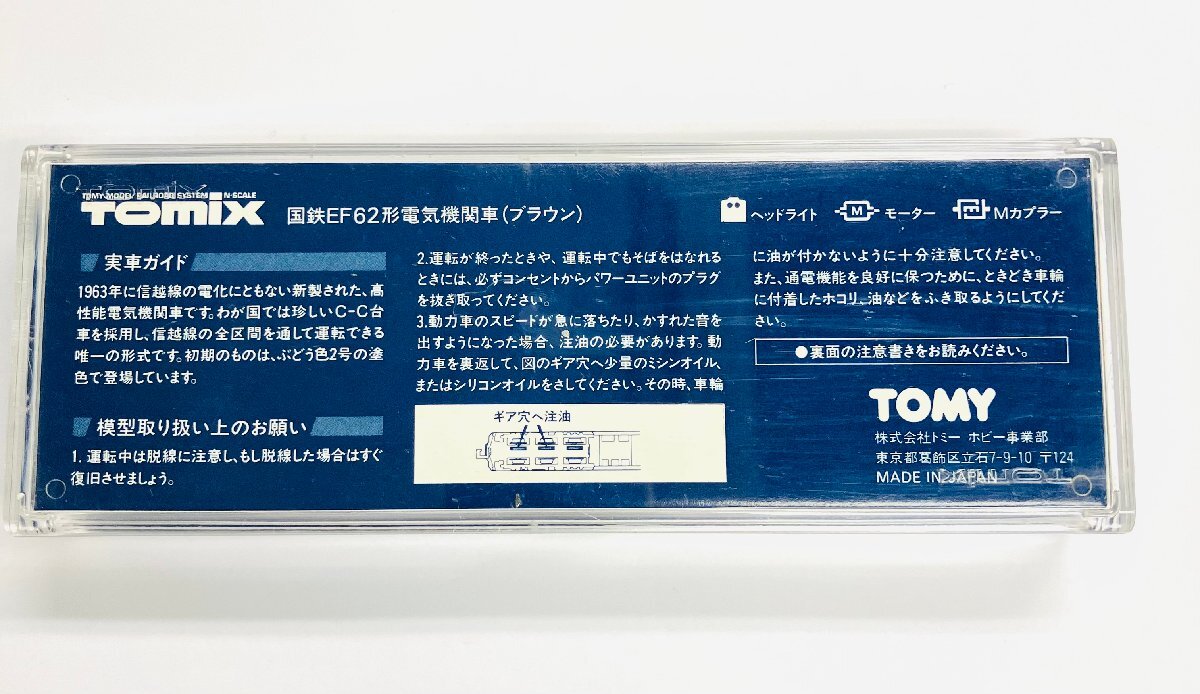 TOMY MODEL RAILROAD SYSTEM N-SCALE
TOMIX
国鉄EF62形電気機関車(ブラウン)
ヘッドライト
M モーター
m Mカプラー
実車ガイド
1963年に信越線の電化にともない新製された、高
性能電気機関車です。わが国では珍しいC-C台
車を採用し、信越線の全区間を通して運転できる
唯一の形式です。初期のものは、ぶどう色2号の塗
色で登場しています。
模型取り扱い上のお願い
1. 運転中は脱線に注意し、もし脱線した場合はすぐ
復旧させましょう。
2.運転が終ったときや、運転中でもそばをはなれる
ときには、必ずコンセントからパワーユニットのプラグ
を抜き取ってください。
3.動力車のスピードが急に落ちたり、かすれた音を
出すようになった場合、注油の必要があります。動
力車を裏返して、図のギア穴へ少量のミシンオイル、
またはシリコンオイルをさしてください。その時、車輪
ギア穴へ注油
に油が付かないように十分注意してください。
また、通電機能を良好に保つために、ときどき車輪
に付着したホコリ、油などをふき取るようにしてくだ
さい。
●裏面の注意書きをお読みください。
TOMY
株式会社トミー ホビー事業部
東京都葛飾区立石7-9-10 〒124
MADE IN JAPAN